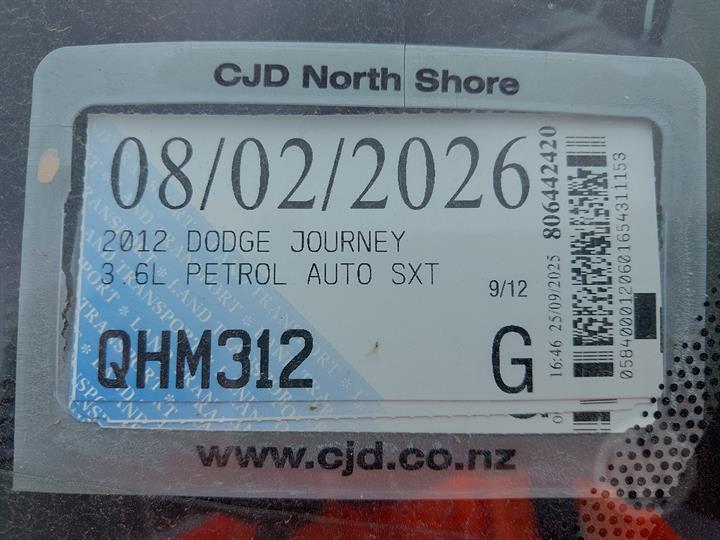 CJD North Shore
08/02/2026
2012 DODGE JOURNEY
3.6L PETROL AUTO SXT
9/12
QHM312
G
16:46 25/09/2025 806442420
058400012060165431153
www.cjd.co.nz